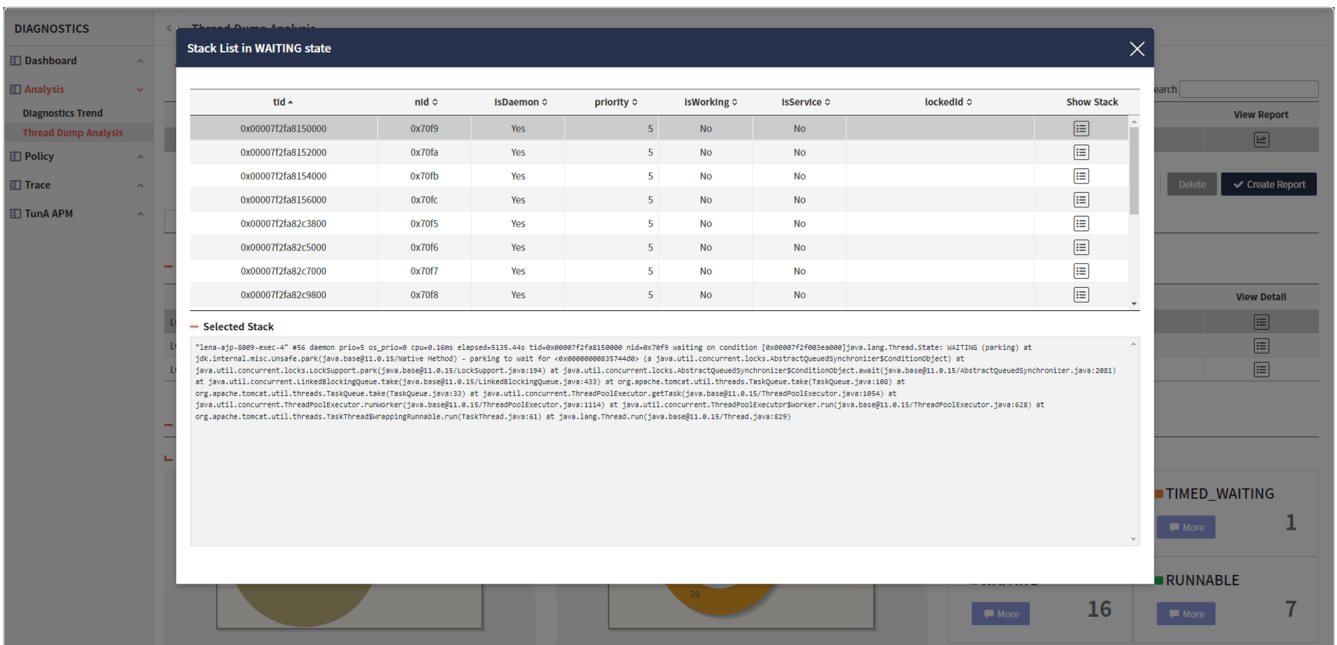 DIAGNOSTICS
Thread Dump Analysis
Dashboard
Analysis
Diagnostics Trend
Thread Dump Analysis
Policy
Trace
TunA APM
Stack List in WAITING state
tid nid IsDaemon priority IsWorking IsService lockedId Show Stack
0x00007f2fa8150000 0x70f9 Yes 5 No No
0x00007f2fa8152000 0x70fa Yes 5 No No
0x00007f2fa8154000 0x70fb Yes 5 No No
0x00007f2fa8156000 0x70fc Yes 5 No No
0x00007f2fa82c3800 0x70f5 Yes 5 No No
0x00007f2fa82c5000 0x70f6 Yes 5 No No
0x00007f2fa82c7000 0x70f7 Yes 5 No No
0x00007f2fa82c9800 0x70f8 Yes 5 No No
Selected Stack
"lena-ajp-8009-exec-4" #56 daemon prio=5 os_prio=0 cpu=0.16ms elapsed=5135.44s tid=0x00007f2fa8150000 nid=0x70f9 waiting on condition [0x00007f2f003ea000]java.lang.Thread.State: WAITING (parking) at
jdk.internal.misc.Unsafe.park(java.base@11.0.15/Native Method) - parking to wait for <0x00000000835744d0> (a java.util.concurrent.locks.AbstractQueuedSynchronizer$ConditionObject) at
java.util.concurrent.locks.LockSupport.park(java.base@11.0.15/LockSupport.java:194) at java.util.concurrent.locks.AbstractQueuedSynchronizer$ConditionObject.await(java.base@11.0.15/AbstractQueuedSynchronizer.java:2081)
at java.util.concurrent.LinkedBlockingQueue.take(java.base@11.0.15/LinkedBlockingQueue.java:433) at org.apache.tomcat.util.threads.TaskQueue.take(TaskQueue.java:108) at
org.apache.tomcat.util.threads.TaskQueue.take(TaskQueue.java:33) at java.util.concurrent.ThreadPoolExecutor.getTask(java.base@11.0.15/ThreadPoolExecutor.java:1054) at
java.util.concurrent.ThreadPoolExecutor.runWorker(java.base@11.0.15/ThreadPoolExecutor.java:1114) at java.util.concurrent.ThreadPoolExecutor$Worker.run(java.base@11.0.15/ThreadPoolExecutor.java:628) at
org.apache.tomcat.util.threads.TaskThread$WrappingRunnable.run(TaskThread.java:61) at java.lang.Thread.run(java.base@11.0.15/Thread.java:829)
earch
View Report
Delete
Create Report
View Detail
TIMED_WAITING
More 1
20
More 16
RUNNABLE
More 7